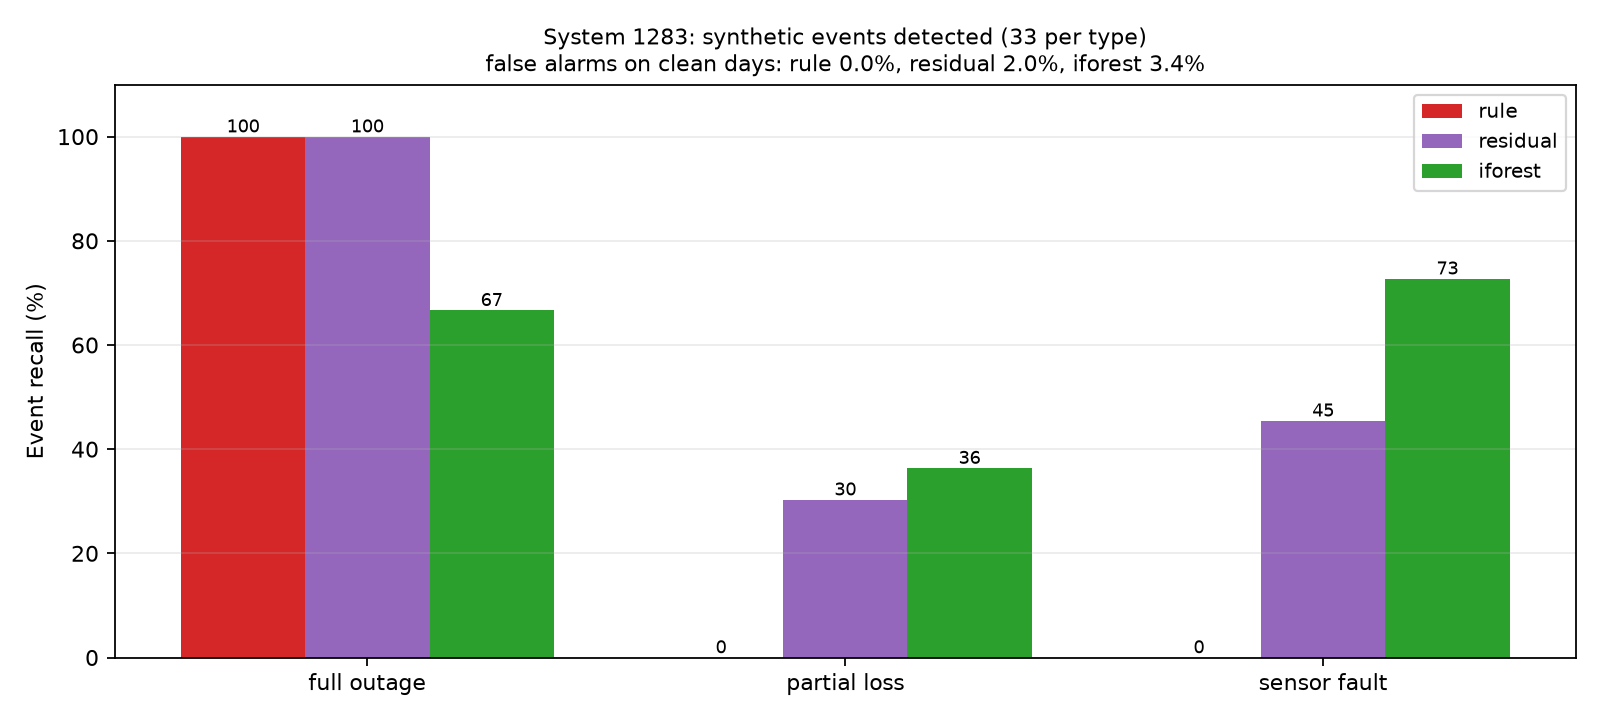 System 1283: synthetic events detected (33 per type)
false alarms on clean days: rule 0.0%, residual 2.0%, iforest 3.4%
Event recall (%)
100
80
60
40
20
0
100
100
67
0
30
36
0
45
73
rule
residual
iforest
full outage
partial loss
sensor fault